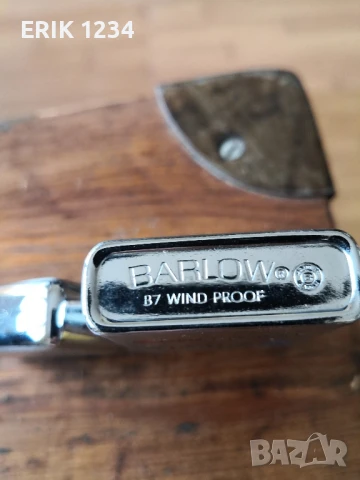 ERIK 1234
BARLOW®
B7 WIND PROOF
BAZAR